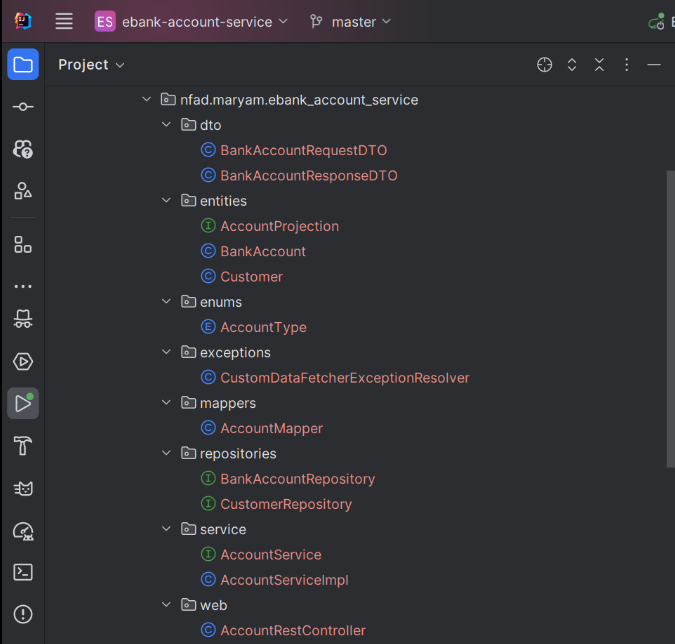 ES ebank-account-service master
Project
nfad.maryam.ebank_account_service
dto
BankAccountRequestDTO
BankAccountResponseDTO
entities
AccountProjection
BankAccount
Customer
enums
AccountType
exceptions
CustomDataFetcherExceptionResolver
mappers
AccountMapper
repositories
BankAccountRepository
CustomerRepository
service
AccountService
AccountServiceImpl
web
AccountRestController